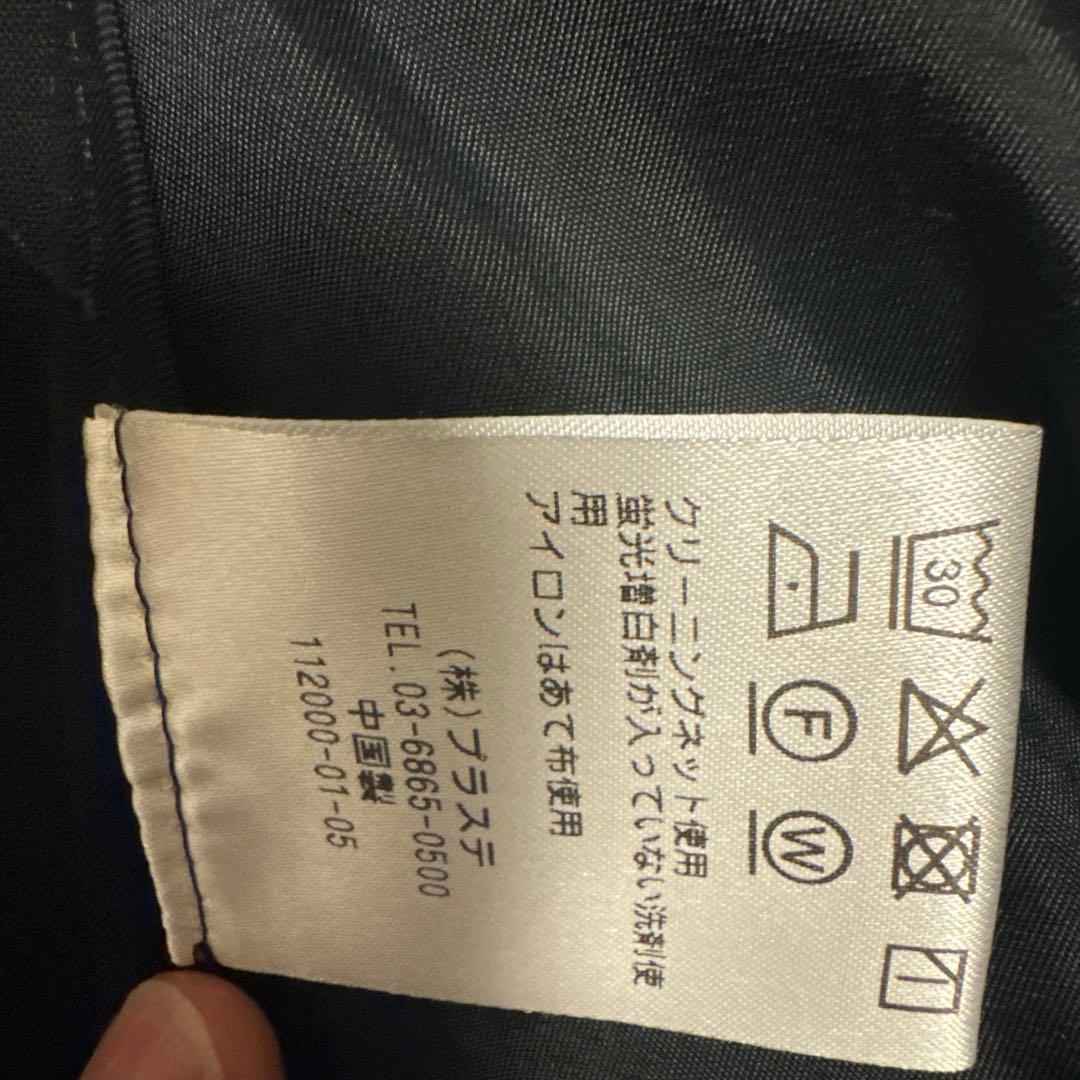 30
F W
クリーニングネット使用
蛍光増白剤が入っていない洗剤使
用
アイロンはあて布使用
(株)プラステ
TEL. 03-6865-0500
中国製
112000-01-05